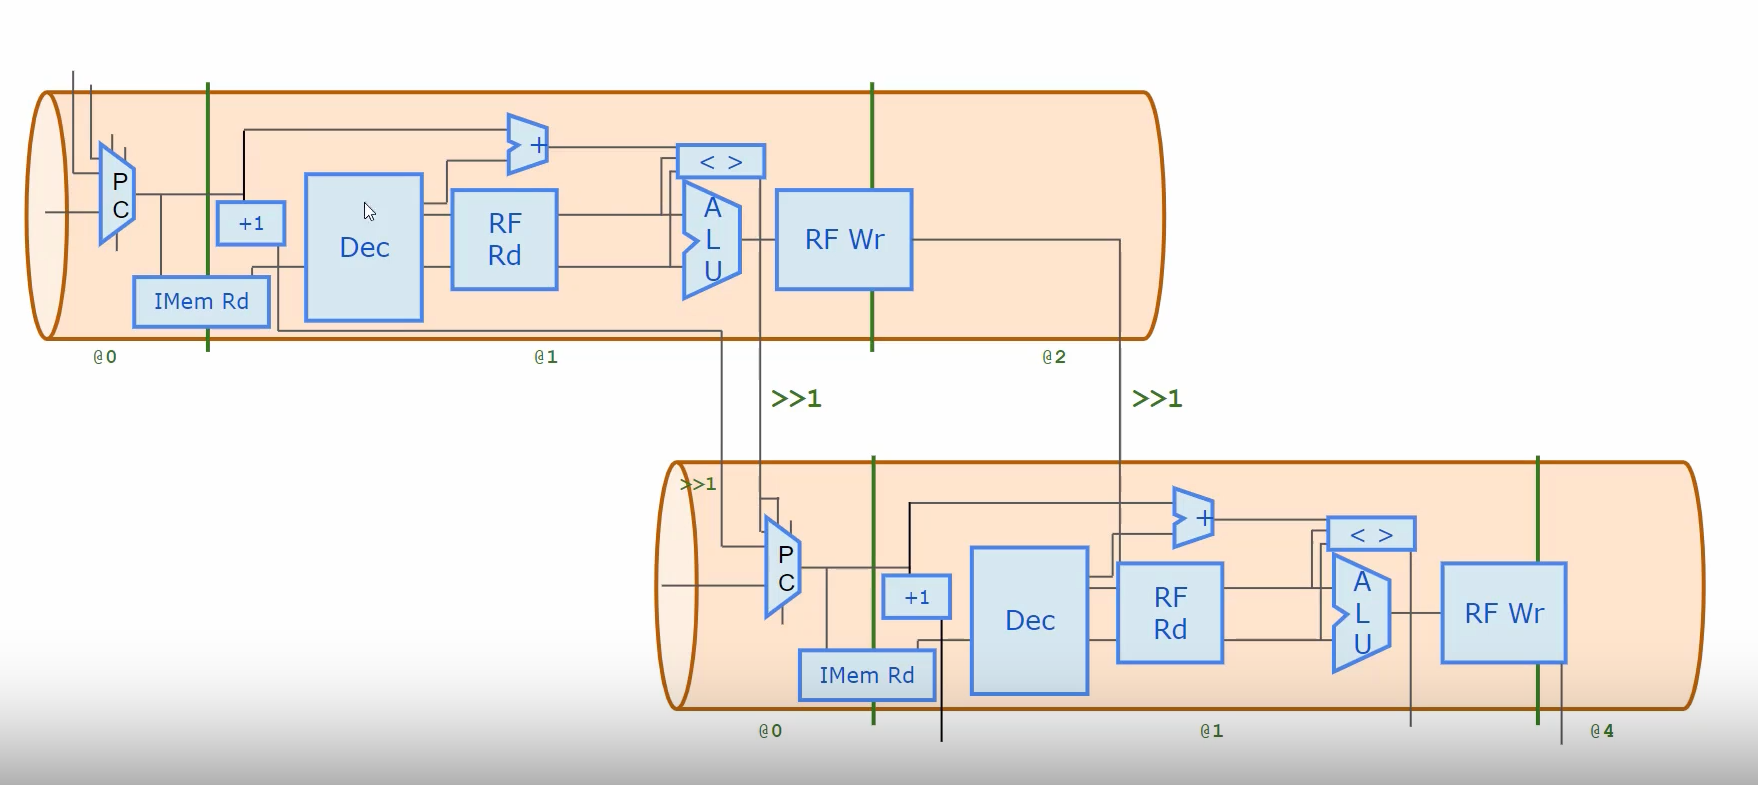 P
C
+1
IMem Rd
Dec
RF
Rd
+
< >
A
L
U
RF Wr
@0
@1
@2
>>1
>>1
>>1
P
C
+1
IMem Rd
Dec
RF
Rd
+
< >
A
L
U
RF Wr
@0
@1
@4